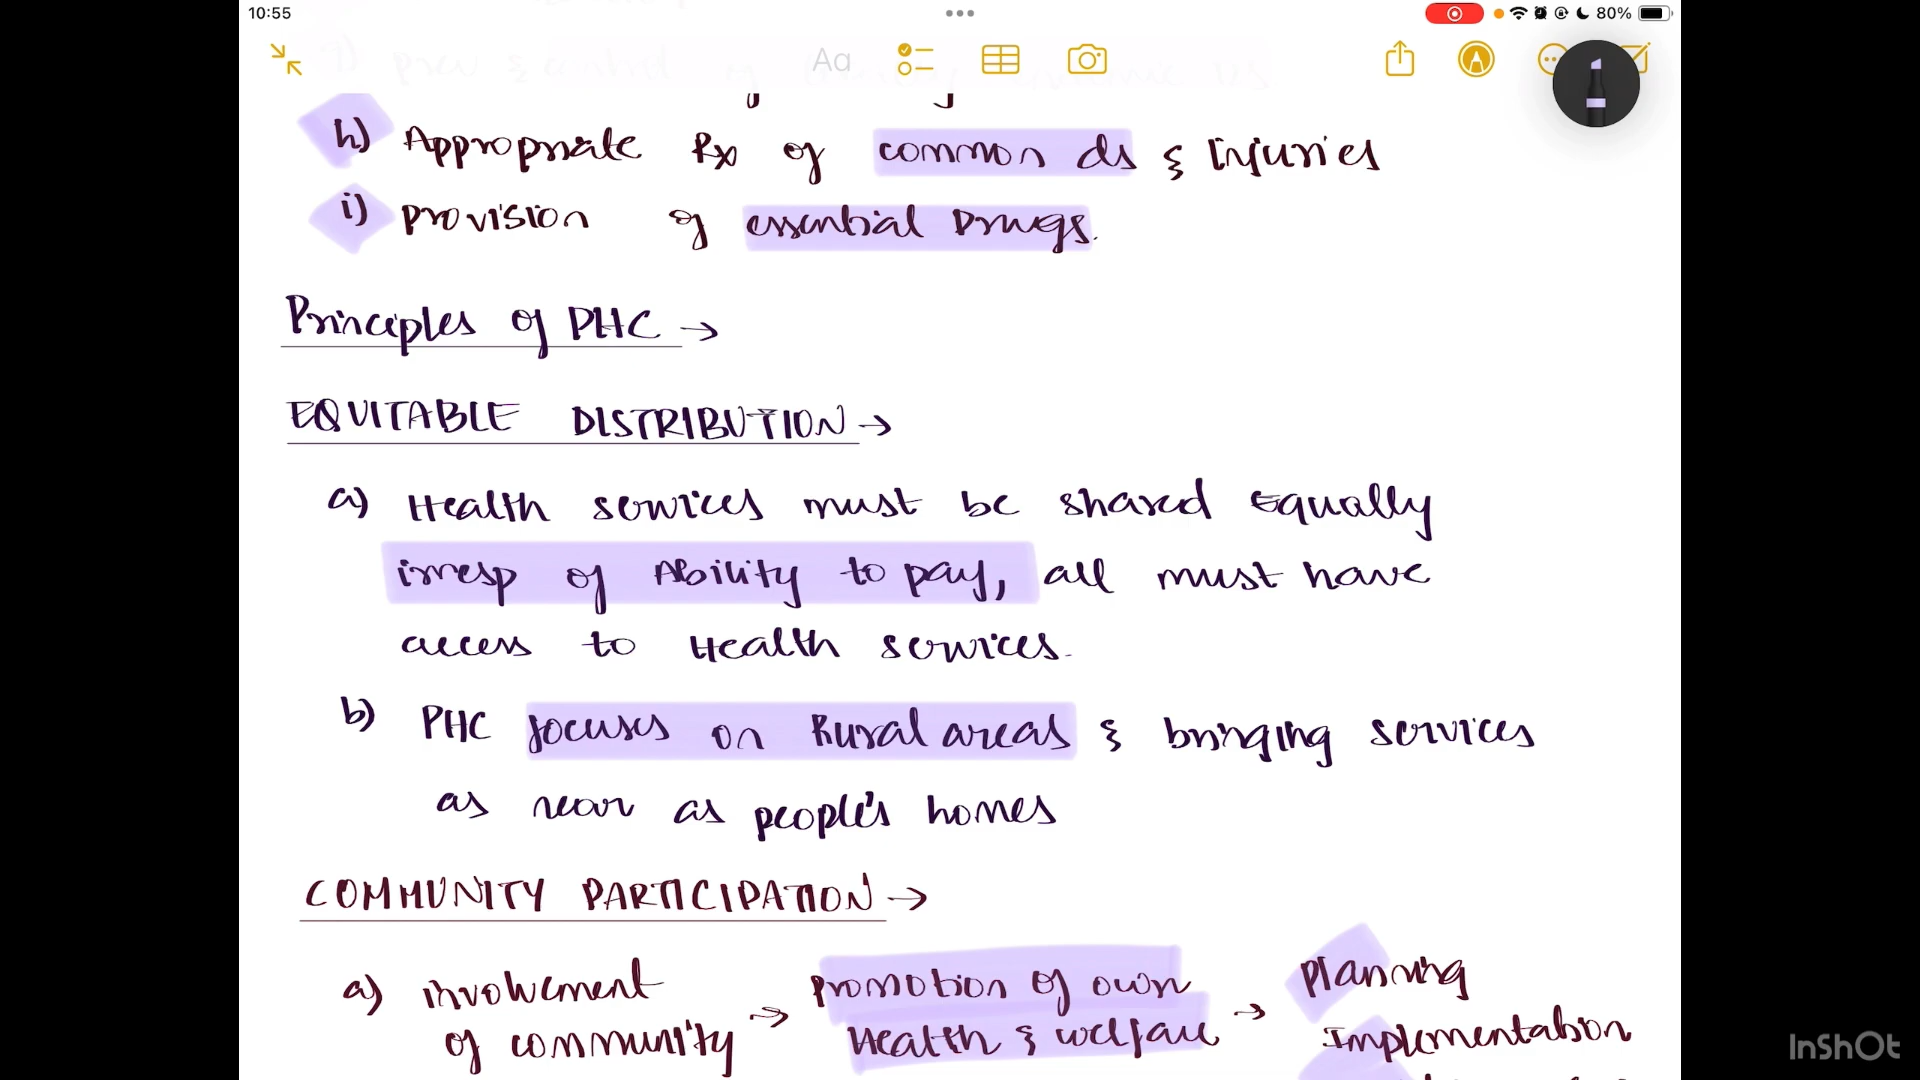 10:55
80%
Aa
h) Appropriate Rx of common ds & Injuries
i) provision of essential Drugs.
Principles of PHC →
EQUITABLE DISTRIBUTION →
a) Health services must be shared Equally
irresp of Ability to pay, all must have
access to Health services.
b) PHC focuses on Rural areas & bringing services
as near as people's homes
COMMUNITY PARTICIPATION →
a) involvement of community → promotion of own Health & welfare → planning
Implementation
InShOt